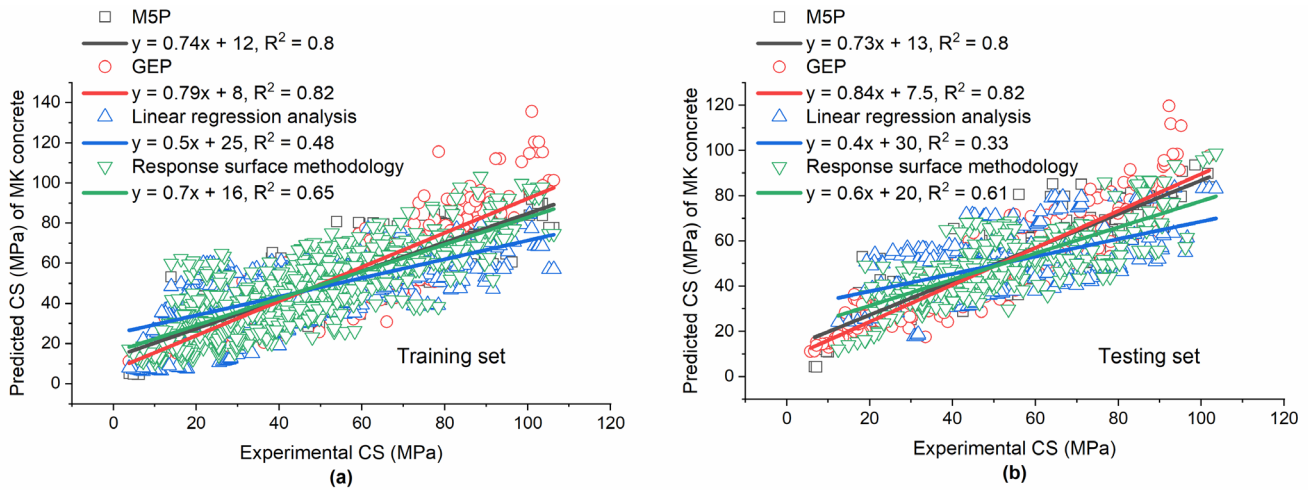 M5P
y = 0.74x + 12, R² = 0.8
GEP
y = 0.79x + 8, R² = 0.82
Linear regression analysis
y = 0.5x + 25, R² = 0.48
Response surface methodology
y = 0.7x + 16, R² = 0.65
Predicted CS (MPa) of MK concrete
140
120
100
80
60
40
20
0
Training set
0 20 40 60 80 100 120
Experimental CS (MPa)
(a)
M5P
y = 0.73x + 13, R² = 0.8
GEP
y = 0.84x + 7.5, R² = 0.82
Linear regression analysis
y = 0.4x + 30, R² = 0.33
Response surface methodology
y = 0.6x + 20, R² = 0.61
Predicted CS (MPa) of MK concrete
120
100
80
60
40
20
0
Testing set
0 20 40 60 80 100 120
Experimental CS (MPa)
(b)